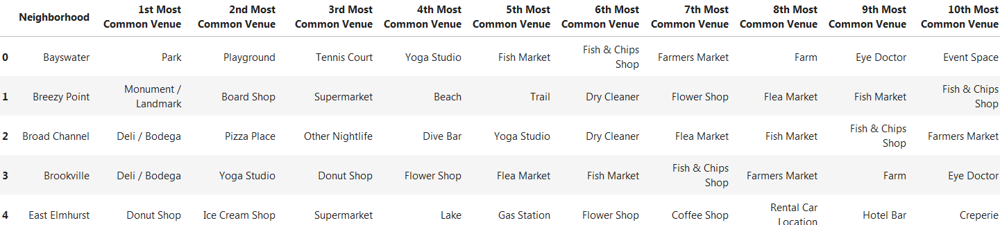 Neighborhood 1st Most Common Venue 2nd Most Common Venue 3rd Most Common Venue 4th Most Common Venue 5th Most Common Venue 6th Most Common Venue 7th Most Common Venue 8th Most Common Venue 9th Most Common Venue 10th Most Common Venue
0 Bayswater Park Playground Tennis Court Yoga Studio Fish Market Fish & Chips Shop Farmers Market Farm Eye Doctor Event Space
1 Breezy Point Monument / Landmark Board Shop Supermarket Beach Trail Dry Cleaner Flower Shop Flea Market Fish Market Fish & Chips Shop
2 Broad Channel Deli / Bodega Pizza Place Other Nightlife Dive Bar Yoga Studio Dry Cleaner Flea Market Fish Market Fish & Chips Shop Farmers Market
3 Brookville Deli / Bodega Yoga Studio Donut Shop Flower Shop Flea Market Fish Market Fish & Chips Shop Farmers Market Farm Eye Doctor
4 East Elmhurst Donut Shop Ice Cream Shop Supermarket Lake Gas Station Flower Shop Coffee Shop Rental Car Location Hotel Bar Creperie